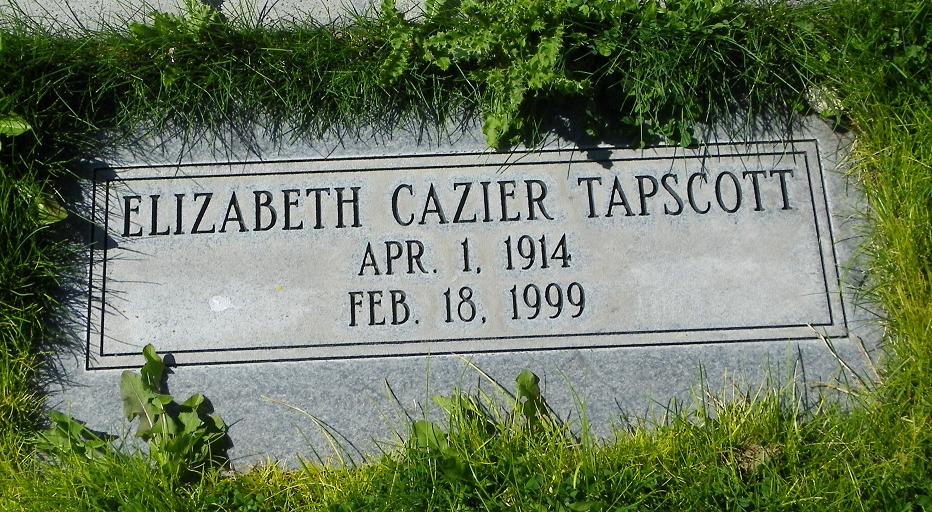 ELIZABETH CAZIER TAPSCOTT
APR. 1, 1914
FEB. 18, 1999